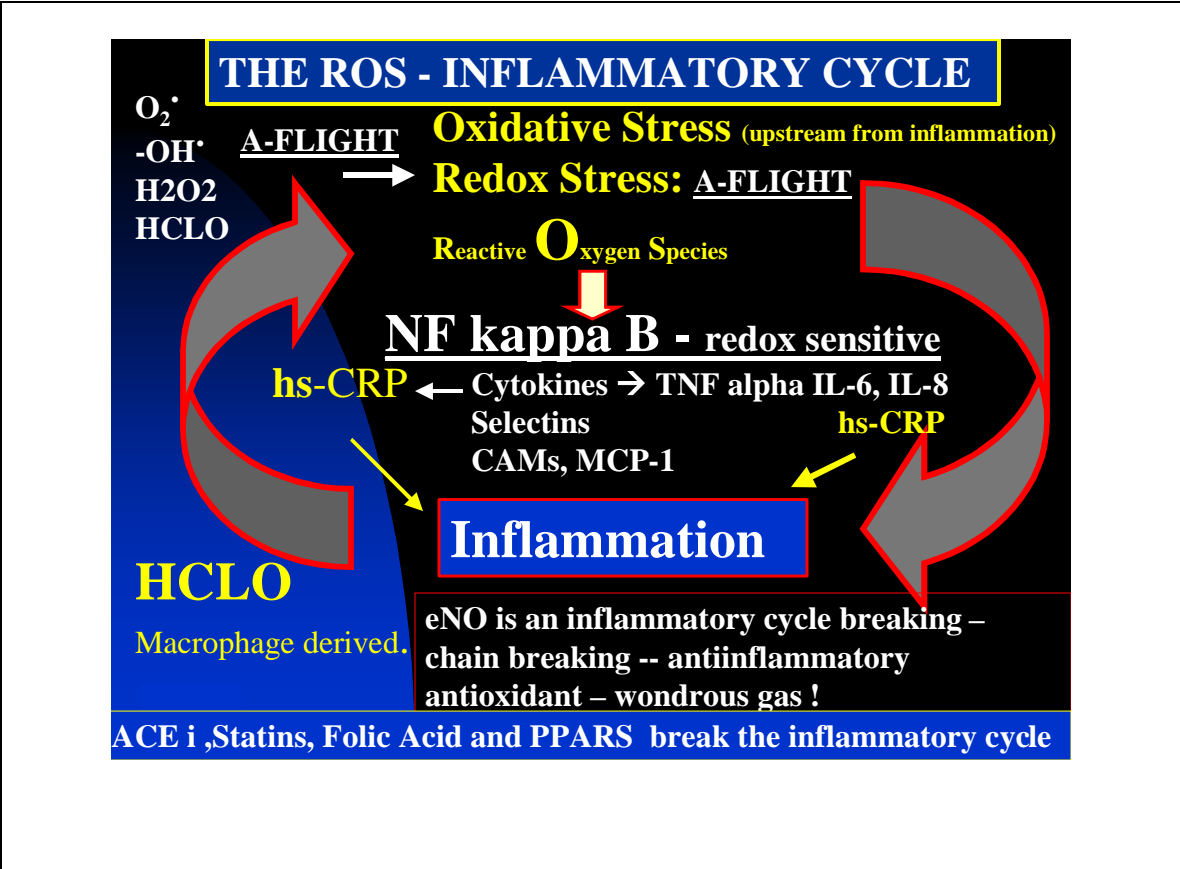 THE ROS - INFLAMMATORY CYCLE
O₂•
-OH•
H2O2
HCLO
A-FLIGHT
Oxidative Stress (upstream from inflammation)
Redox Stress: A-FLIGHT
Reactive Oxygen Species
NF kappa B - redox sensitive
hs-CRP
Cytokines → TNF alpha IL-6, IL-8
Selectins
hs-CRP
CAMs, MCP-1
Inflammation
HCLO
Macrophage derived.
eNO is an inflammatory cycle breaking –
chain breaking -- antiinflammatory
antioxidant – wondrous gas !
ACE i ,Statins, Folic Acid and PPARS break the inflammatory cycle